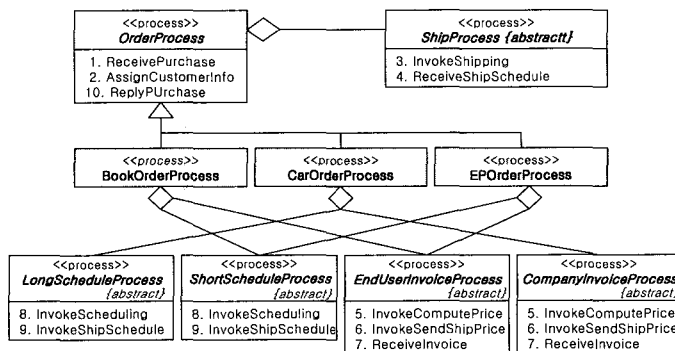 <<process>>
OrderProcess
1. ReceivePurchase
2. AssignCustomerInfo
10. ReplyPUrchase
<<process>>
ShipProcess {abstractt}
3. InvokeShipping
4. ReceiveShipSchedule
<<process>>
BookOrderProcess
<<process>>
CarOrderProcess
<<process>>
EPOrderProcess
<<process>>
LongScheduleProcess
{abstract}
8. InvokeScheduling
9. InvokeShipSchedule
<<process>>
ShortScheduleProcess
{abstract}
8. InvokeScheduling
9. InvokeShipSchedule
<<process>>
EndUserInvoiceProcess
{abstract}
5. InvokeComputePrice
6. InvokeSendShipPrice
7. ReceiveInvoice
<<process>>
CompanyInvoiceProcess
{abstract}
5. InvokeComputePrice
6. InvokeSendShipPrice
7. ReceiveInvoice